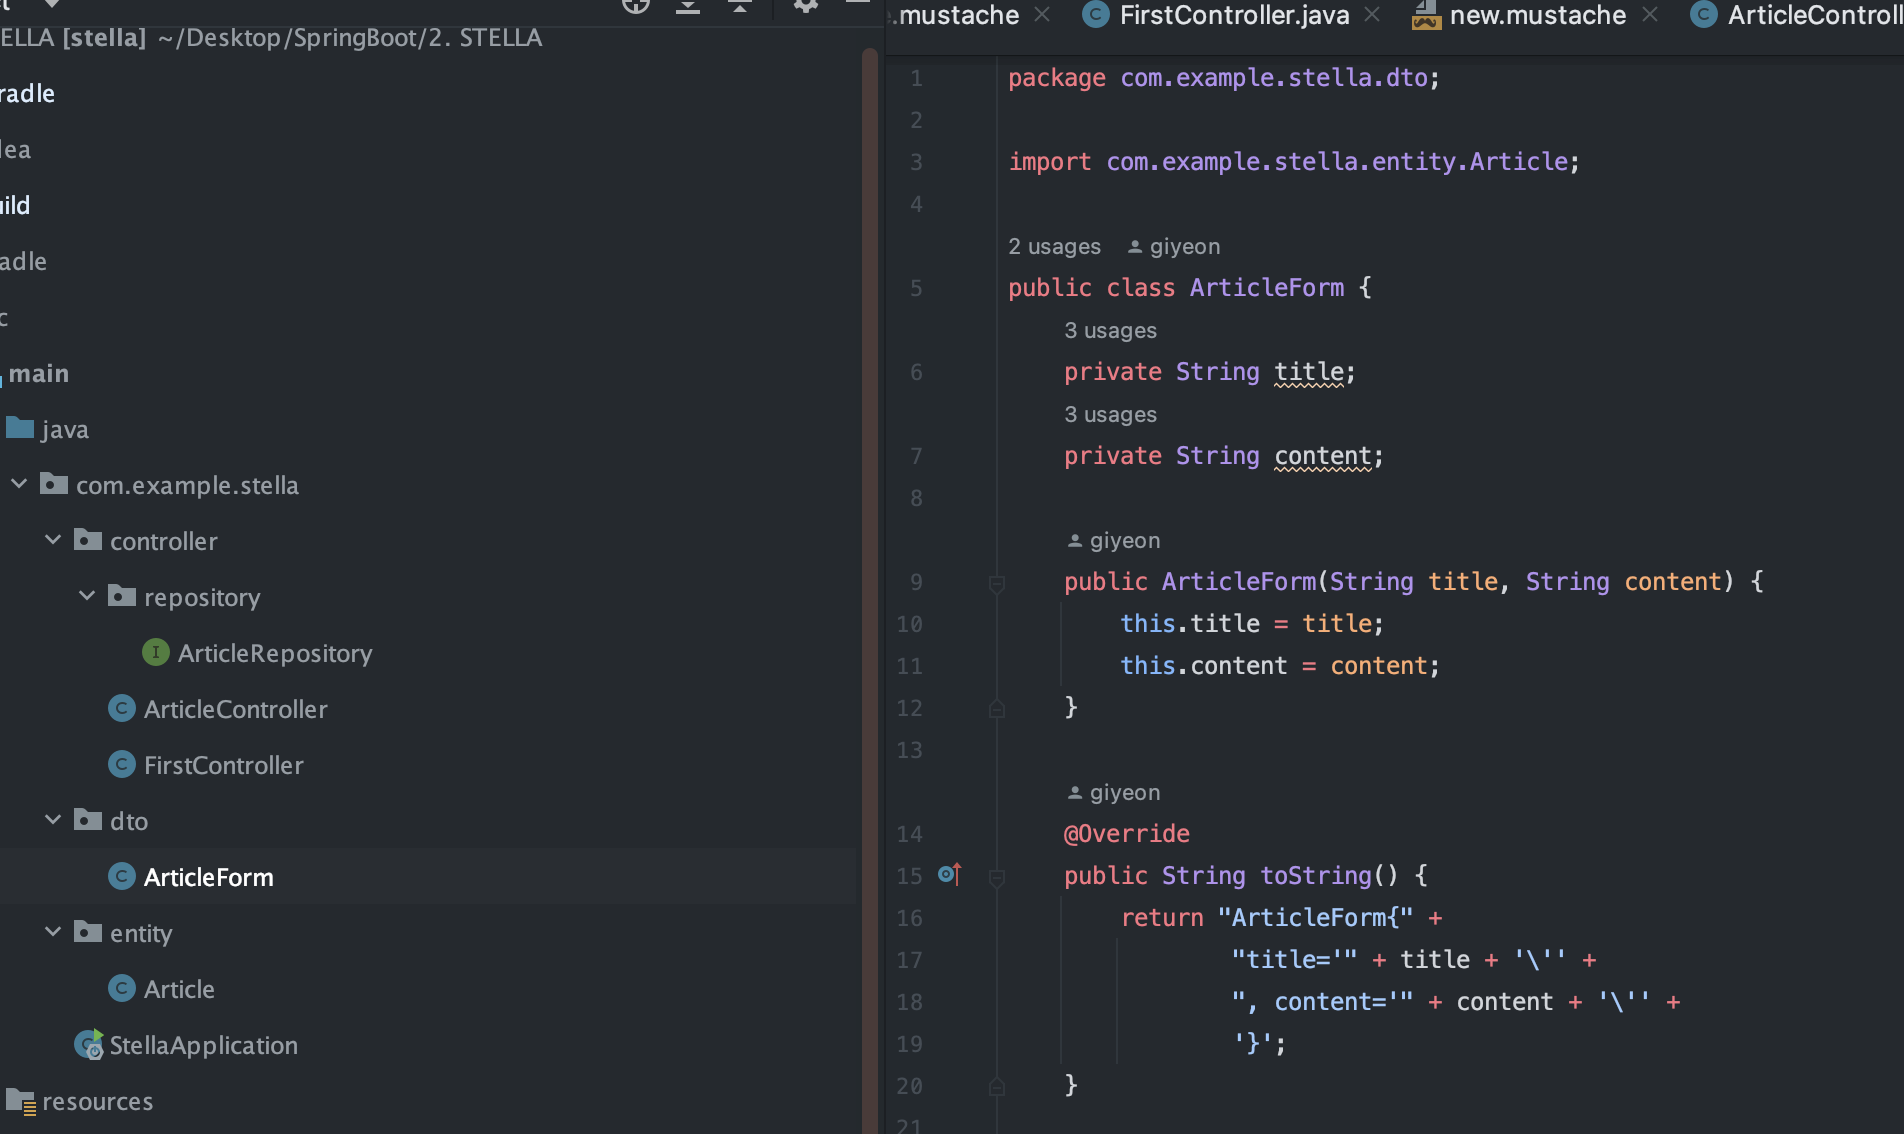 ELLA [stella] ~/Desktop/SpringBoot/2. STELLA
radle
lea
ild
adle
c
main
java
com.example.stella
controller
repository
ArticleRepository
ArticleController
FirstController
dto
ArticleForm
entity
Article
StellaApplication
resources
.mustache FirstController.java new.mustache ArticleControll
1 package com.example.stella.dto;
2
3 import com.example.stella.entity.Article;
4
2 usages giyeon
5 public class ArticleForm {
3 usages
6 private String title;
3 usages
7 private String content;
8
giyeon
9 public ArticleForm(String title, String content) {
10 this.title = title;
11 this.content = content;
12 }
13
giyeon
14 @Override
15 public String toString() {
16 return "ArticleForm{" +
17 "title='" + title + '\'' +
18 ", content='" + content + '\'' +
19 '}';
20 }
21